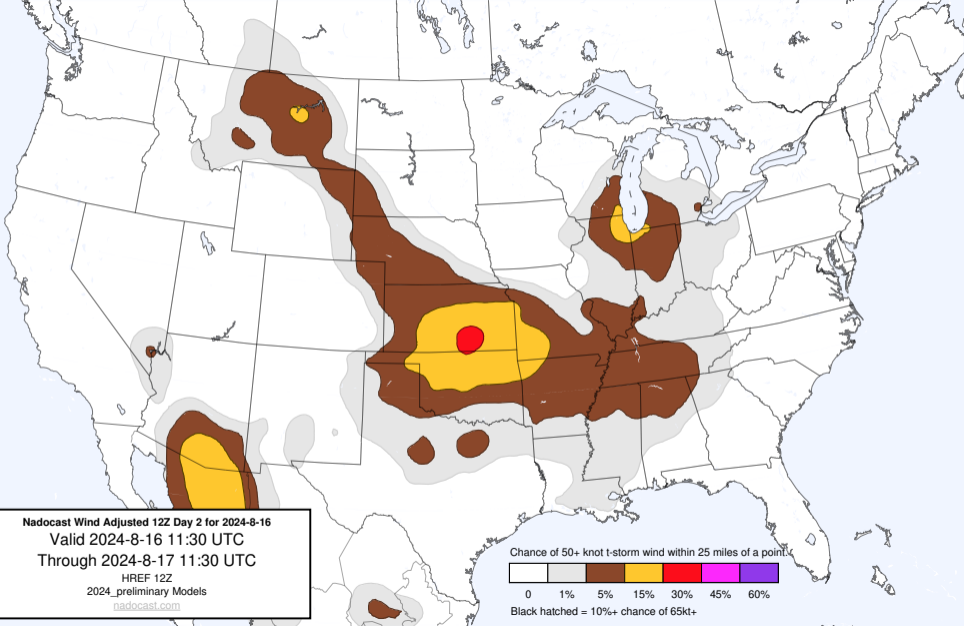 Nadocast Wind Adjusted 12Z Day 2 for 2024-8-16
Valid 2024-8-16 11:30 UTC
Through 2024-8-17 11:30 UTC
HREF 12Z
2024_preliminary Models
nadocast.com
Chance of 50+ knot t-storm wind within 25 miles of a point.
0 1% 5% 15% 30% 45% 60%
Black hatched = 10%+ chance of 65kt+